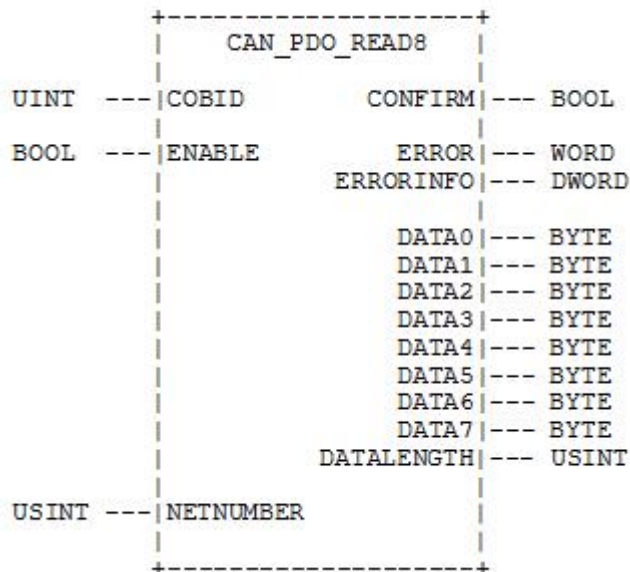 +--------------------+
| CAN_PDO_READ8 |
| |
UINT ---|COBID CONFIRM|--- BOOL
| |
BOOL ---|ENABLE ERROR|--- WORD
| ERRORINFO|--- DWORD
| |
| DATA0|--- BYTE
| DATA1|--- BYTE
| DATA2|--- BYTE
| DATA3|--- BYTE
| DATA4|--- BYTE
| DATA5|--- BYTE
| DATA6|--- BYTE
| DATA7|--- BYTE
| DATALENGTH|--- USINT
| |
USINT ---|NETNUMBER |
| |
+--------------------+